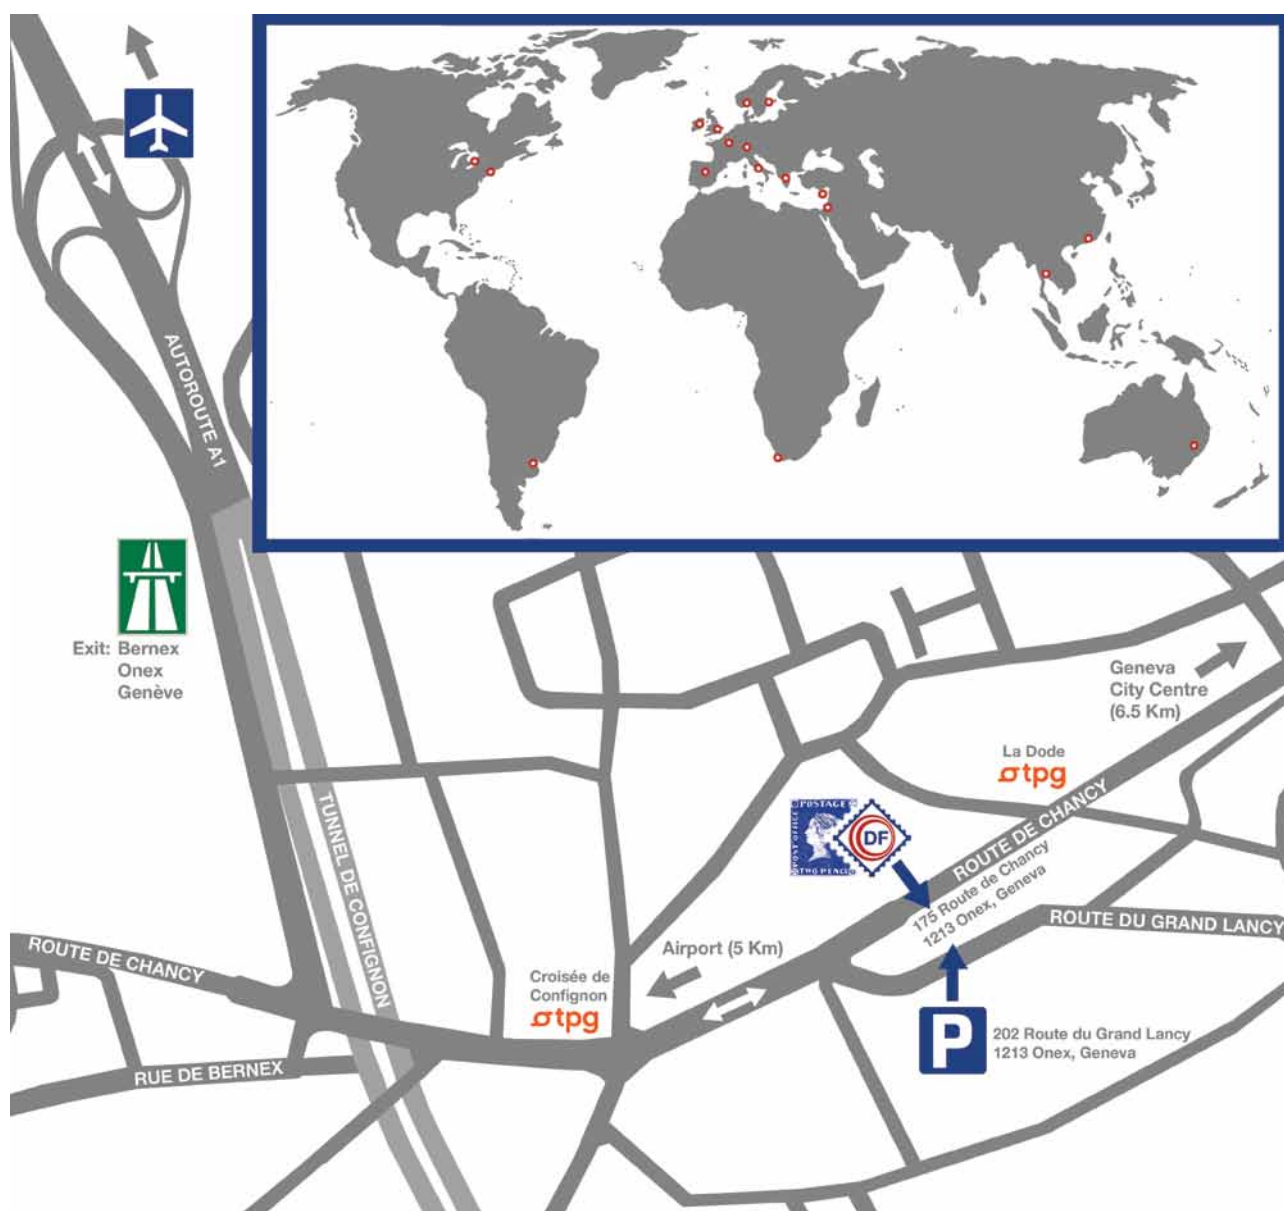 AUTOROUTE A1
Exit: Bernex
Onex
Genève
Geneva
City Centre
(6.5 Km)
La Dode
tpg
POSTAGE
POST OFFICE
TWO PENCE
DF
ROUTE DE CHANCY
175 Route de Chancy
1213 Onex, Geneva
TUNNEL DE CONFIGNON
ROUTE DU GRAND LANCY
ROUTE DE CHANCY
Airport (5 Km)
Croisée de
Confignon
tpg
P
202 Route du Grand Lancy
1213 Onex, Geneva
RUE DE BERNEX